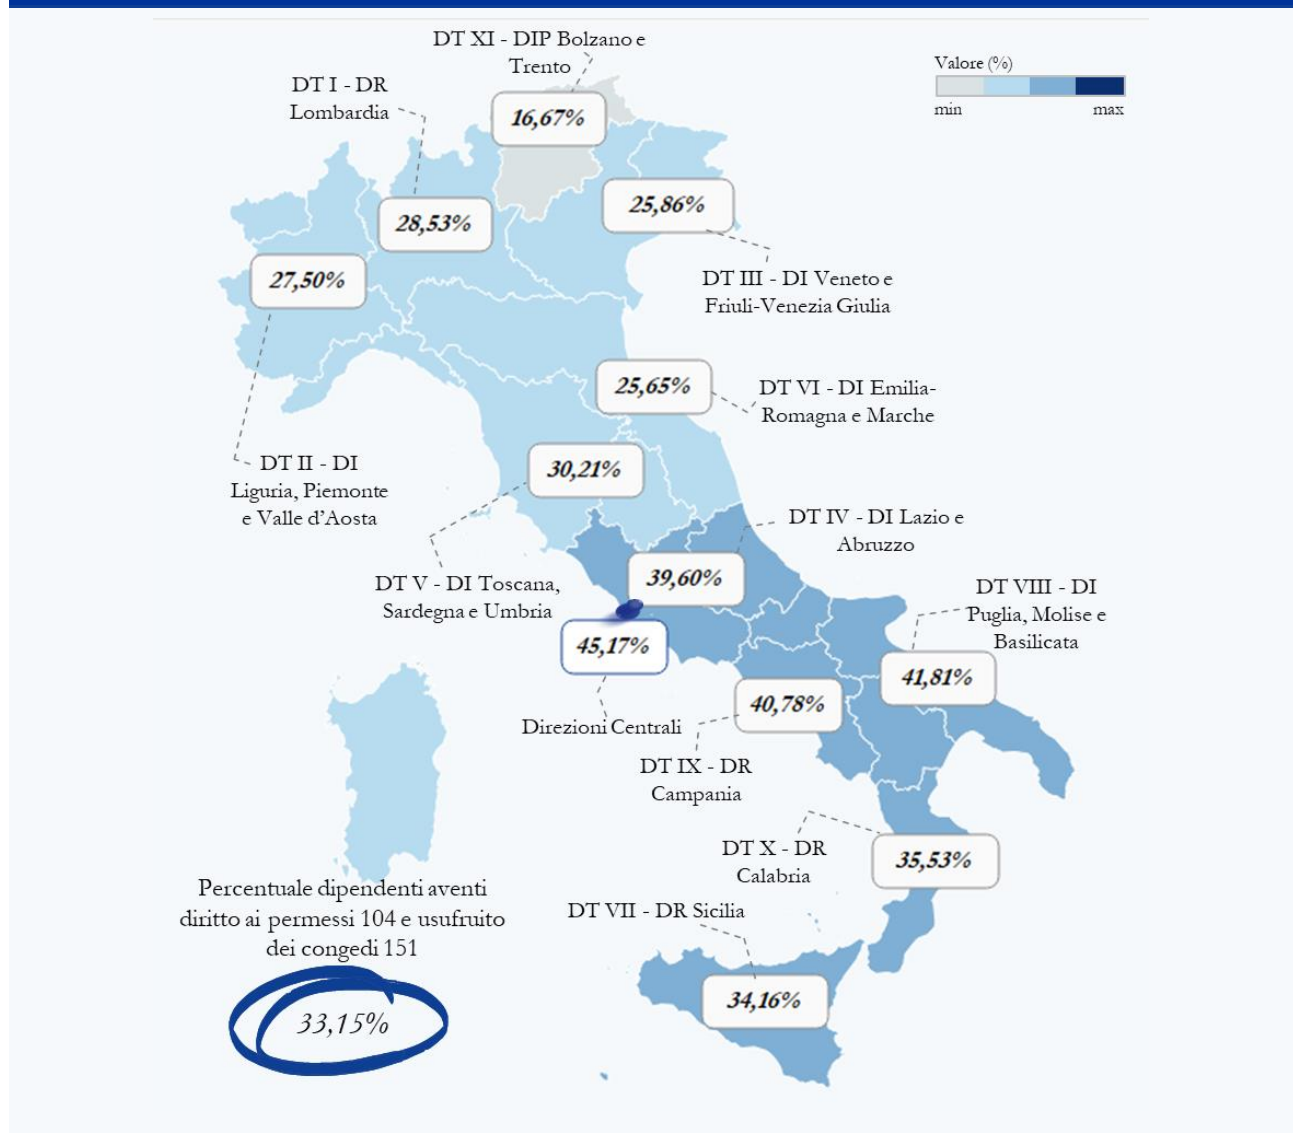 DT XI - DIP Bolzano e
Trento
Valore (%)
min
max
DT I - DR
Lombardia
16,67%
25,86%
28,53%
27,50%
DT III - DI Veneto e
Friuli-Venezia Giulia
25,65%
DT VI - DI Emilia-
Romagna e Marche
DT II - DI
Liguria, Piemonte
e Valle d’Aosta
30,21%
DT IV - DI Lazio e
Abruzzo
DT V - DI Toscana,
Sardegna e Umbria
39,60%
DT VIII - DI
Puglia, Molise e
Basilicata
45,17%
41,81%
40,78%
Direzioni Centrali
DT IX - DR
Campania
DT X - DR
Calabria
35,53%
Percentuale dipendenti aventi
diritto ai permessi 104 e usufruito
dei congedi 151
33,15%
DT VII - DR Sicilia
34,16%